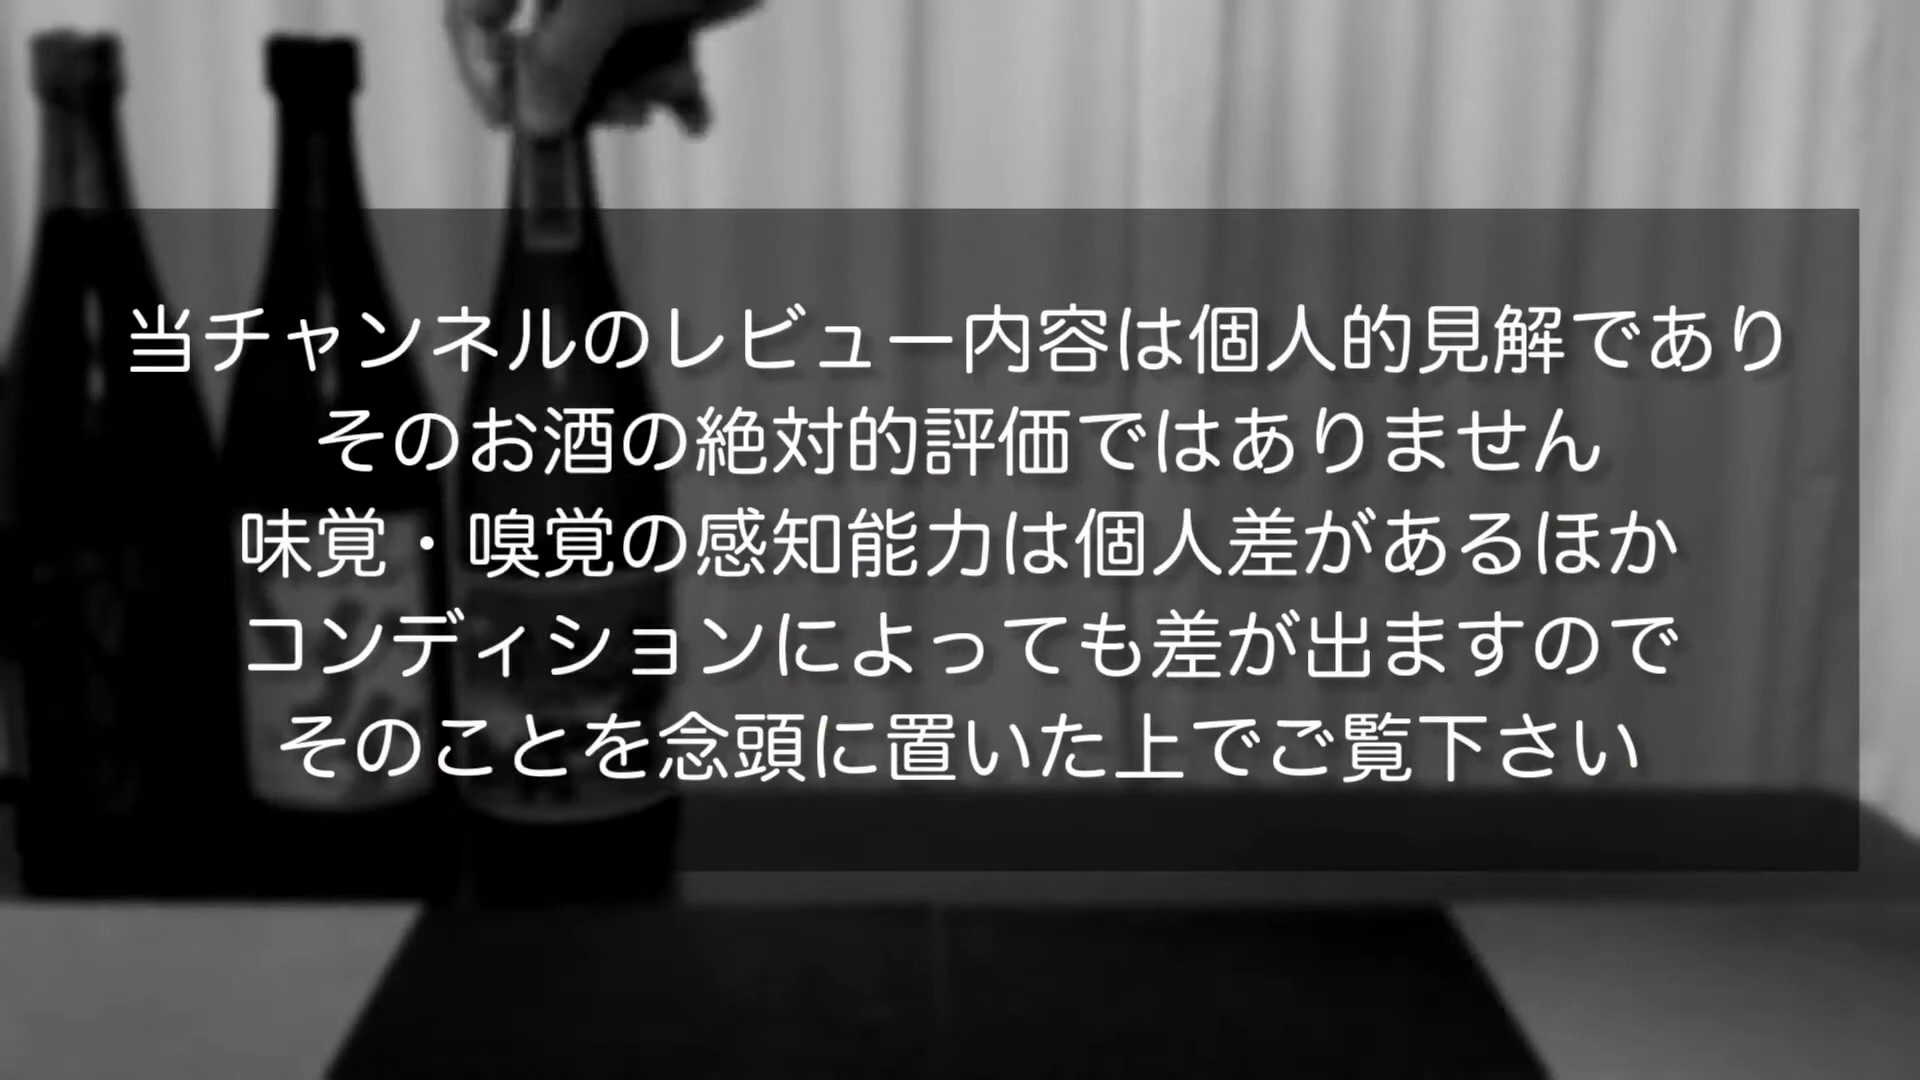 当チャンネルのレビュー内容は個人的見解であり
そのお酒の絶対的評価ではありません
味覚・嗅覚の感知能力は個人差があるほか
コンディションによっても差が出ますので
そのことを念頭に置いた上でご覧下さい